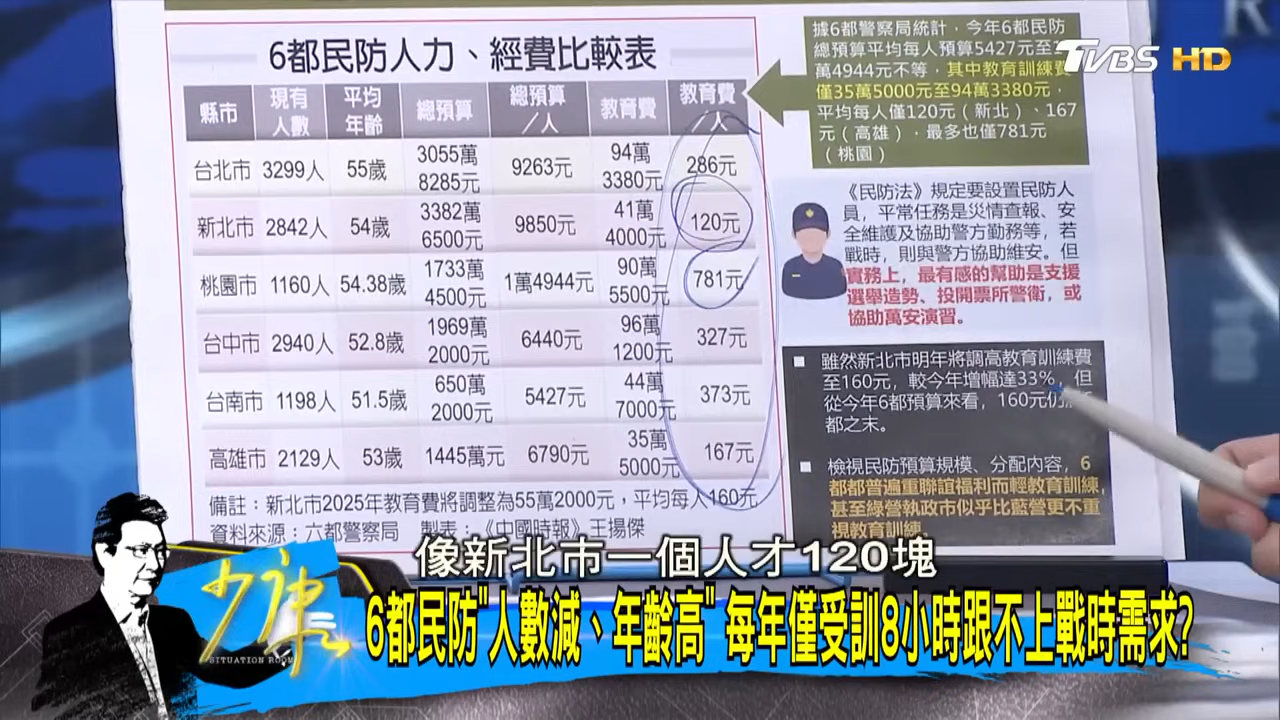 6都民防人力、經費比較表
縣市 現有人數 平均年齡 總預算 總預算/人 教育費 教育費/人
台北市 3299人 55歲 3055萬8285元 9263元 94萬3380元 286元
新北市 2842人 54歲 3382萬6500元 9850元 41萬4000元 120元
桃園市 1160人 54.38歲 1733萬4500元 1萬4944元 90萬5500元 781元
台中市 2940人 52.8歲 1969萬2000元 6440元 96萬1200元 327元
台南市 1198人 51.5歲 650萬2000元 5427元 44萬7000元 373元
高雄市 2129人 53歲 1445萬元 6790元 35萬5000元 167元
備註：新北市2025年教育費將調整為55萬2000元，平均每人160元
資料來源：六都警察局 製表：《中國時報》王揚傑
據6都警察局統計，今年6都民防
總預算平均每人預算5427元至
萬4944元不等，其中教育訓練費
僅35萬5000元至94萬3380元，
平均每人僅120元（新北）、167
元（高雄），最多也僅781元
（桃園）
TVBS HD
《民防法》規定要設置民防人
員，平常任務是災情查報、安
全維護及協助警方勤務等，若
戰時，則與警方協助維安。但
實務上，最有感的幫助是支援
選舉造勢、投開票所警衛，或
協助萬安演習。
雖然新北市明年將調高教育訓練費
至160元，較今年增幅達33%，但
從今年6都預算來看，160元仍
都之末。
檢視民防預算規模、分配內容，6
都都普遍重聯誼福利而輕教育訓練，
甚至綠營執政市似乎比藍營更不重
視教育訓練。
像新北市一個人才120塊
少康
SITUATION ROOM
6都民防"人數減、年齡高" 每年僅受訓8小時跟不上戰時需求?